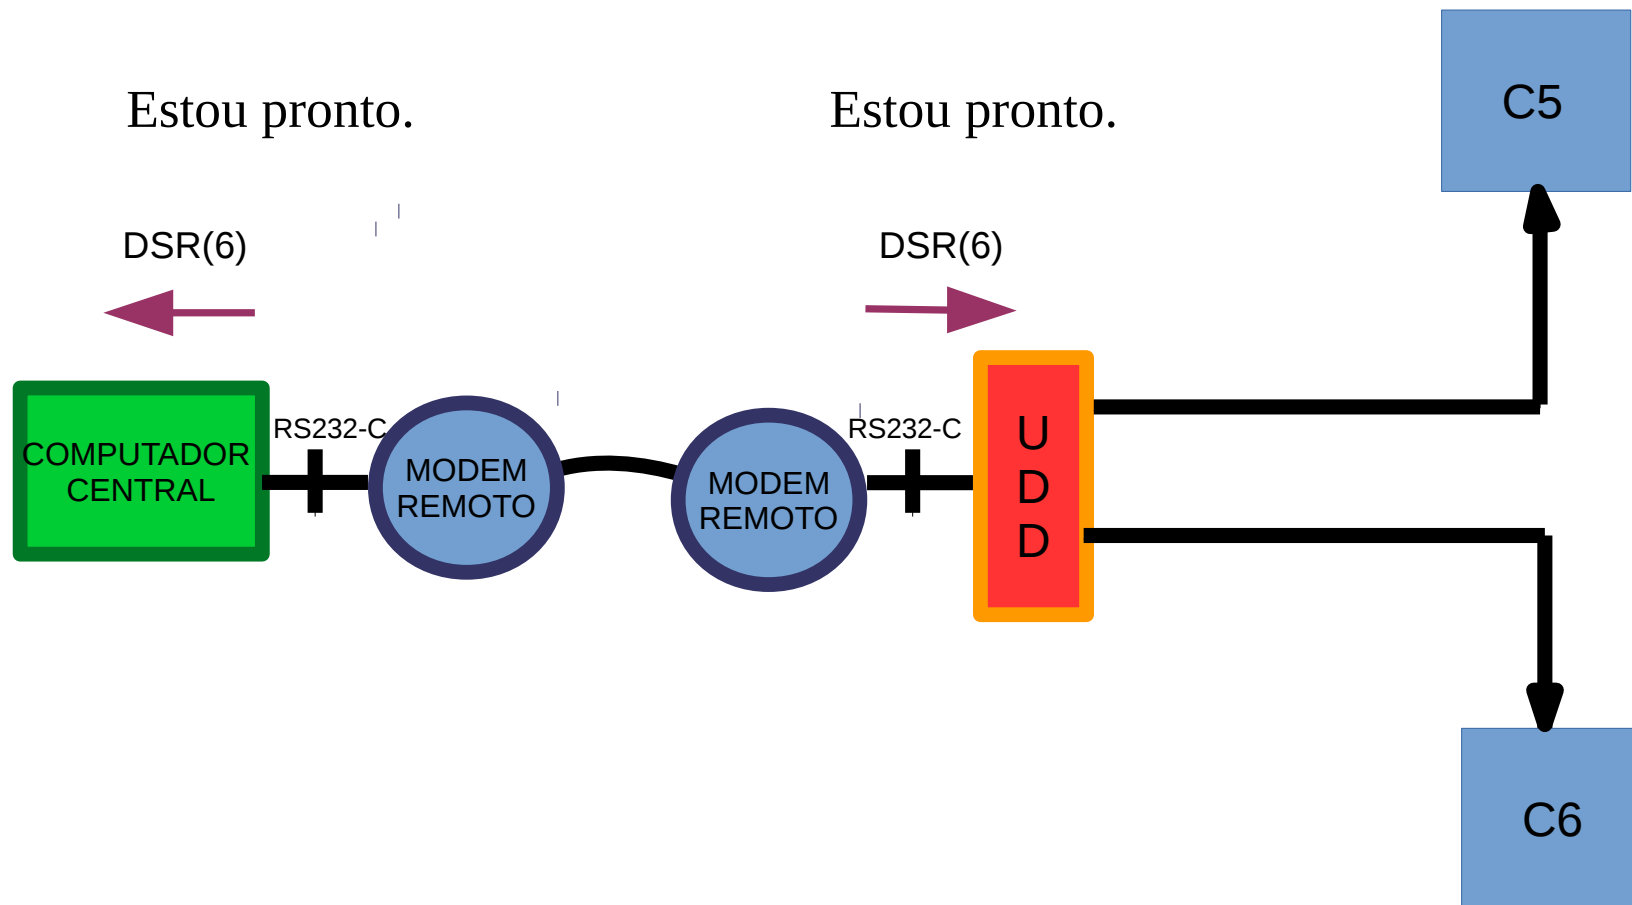 C5
Estou pronto.
Estou pronto.
DSR(6)
DSR(6)
RS232-C
RS232-C
COMPUTADOR
CENTRAL
MODEM
REMOTO
MODEM
REMOTO
U
D
D
C6